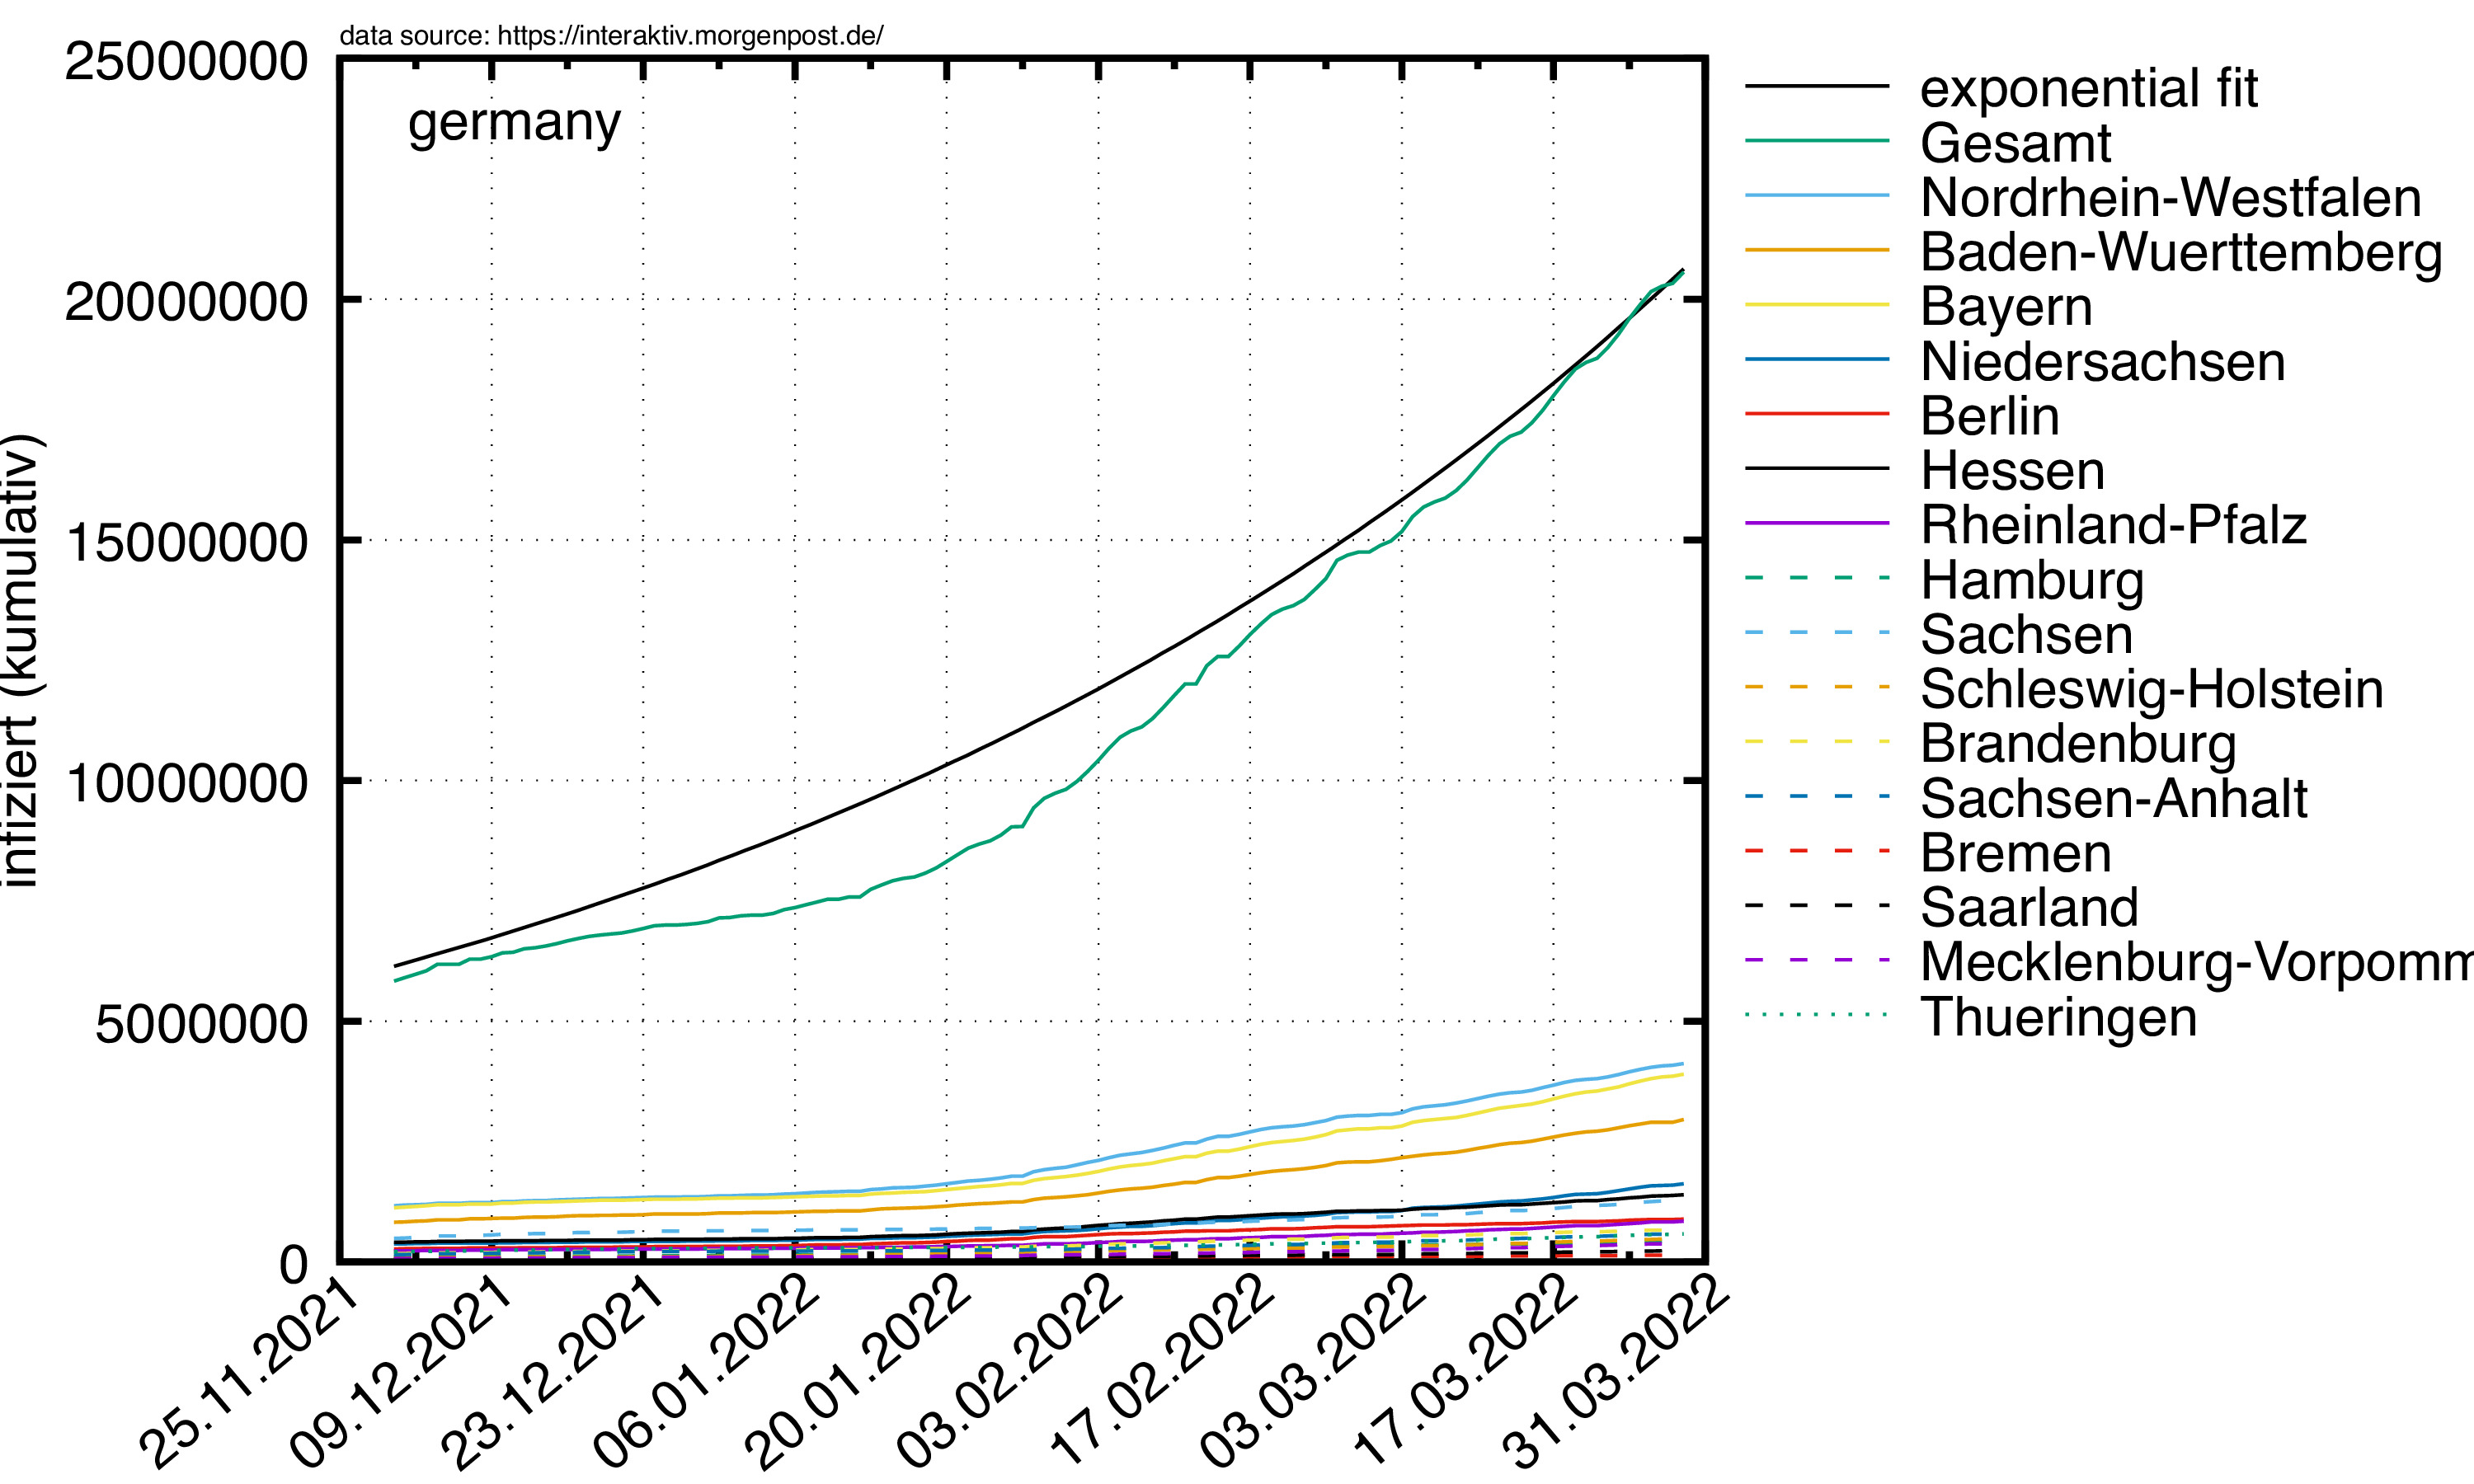 data source: https://interaktiv.morgenpost.de/
germany
infiziert (kumulativ)
25000000
20000000
15000000
10000000
5000000
0
25.11.2021
09.12.2021
23.12.2021
06.01.2022
20.01.2022
03.02.2022
17.02.2022
03.03.2022
17.03.2022
31.03.2022
exponential fit
Gesamt
Nordrhein-Westfalen
Baden-Wuerttemberg
Bayern
Niedersachsen
Berlin
Hessen
Rheinland-Pfalz
Hamburg
Sachsen
Schleswig-Holstein
Brandenburg
Sachsen-Anhalt
Bremen
Saarland
Mecklenburg-Vorpomm
Thueringen